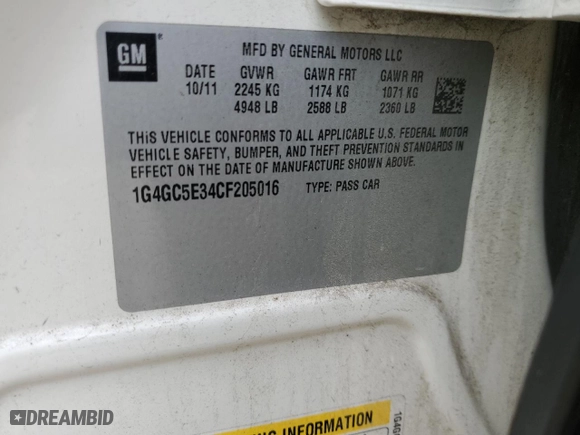 GM
MFD BY GENERAL MOTORS LLC
DATE GVWR GAWR FRT GAWR RR
10/11 2245 KG 1174 KG 1071 KG
4948 LB 2588 LB 2360 LB
THIS VEHICLE CONFORMS TO ALL APPLICABLE U.S. FEDERAL MOTOR
VEHICLE SAFETY, BUMPER, AND THEFT PREVENTION STANDARDS IN
EFFECT ON THE DATE OF MANUFACTURE SHOWN ABOVE.
1G4GC5E34CF205016 TYPE: PASS CAR
INFORMATION
1G4G
DREAMBID